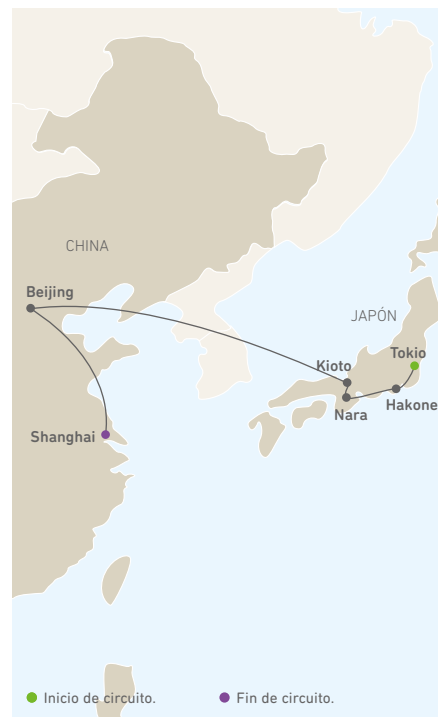 CHINA
Beijing
JAPÓN
Tokio
Kioto
Hakone
Nara
Shanghai
Inicio de circuito.
Fin de circuito.